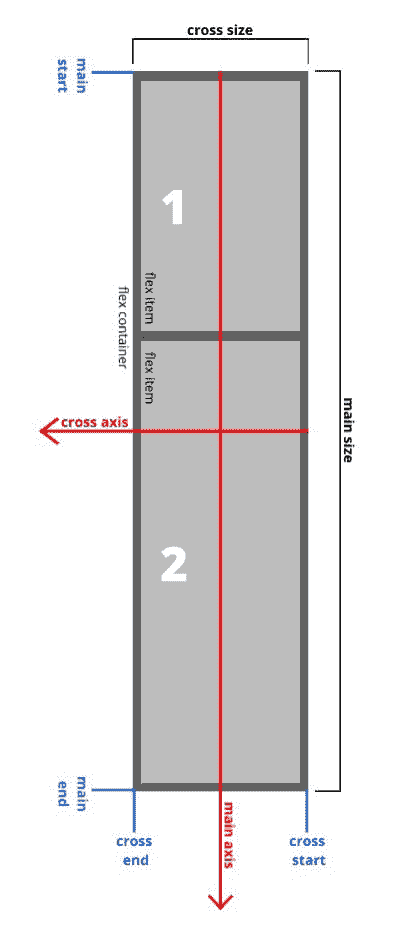 cross size
main
start
1
flex item
flex container
flex item
main size
cross axis
2
main
end
main axis
cross
end
cross
start